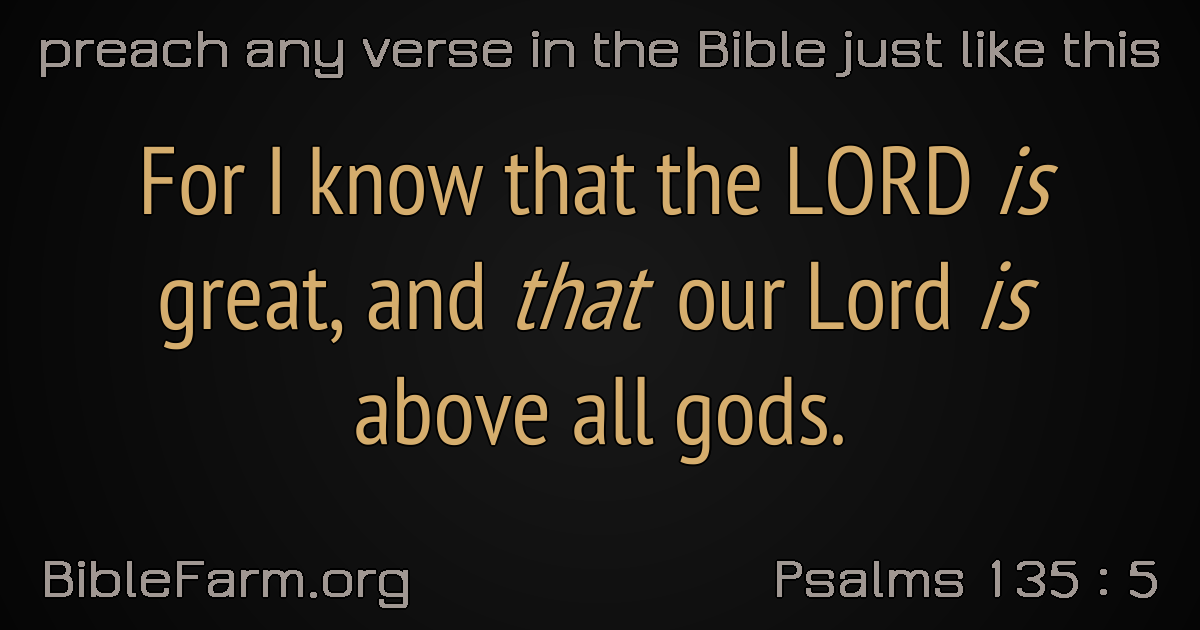 preach any verse in the Bible just like this
For I know that the LORD is
great, and that our Lord is
above all gods.
BibleFarm.org
Psalms 135 : 5